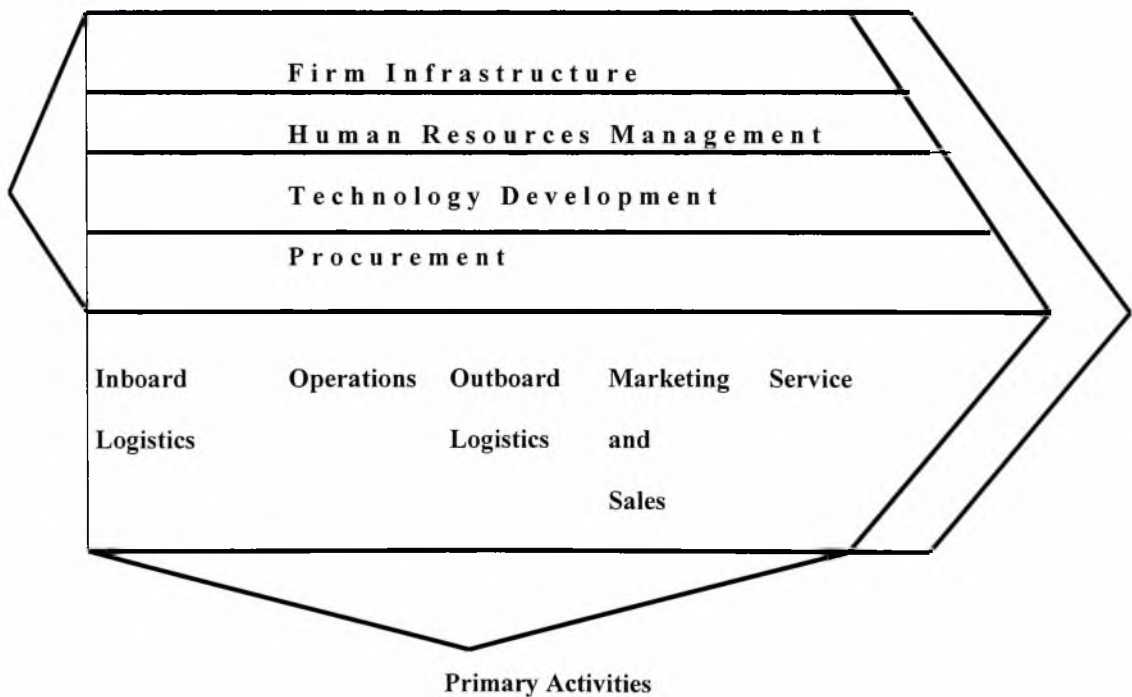 Firm Infrastructure
Human Resources Management
Technology Development
Procurement
Inboard Operations Outboard Marketing Service
Logistics Logistics and
Sales
Primary Activities